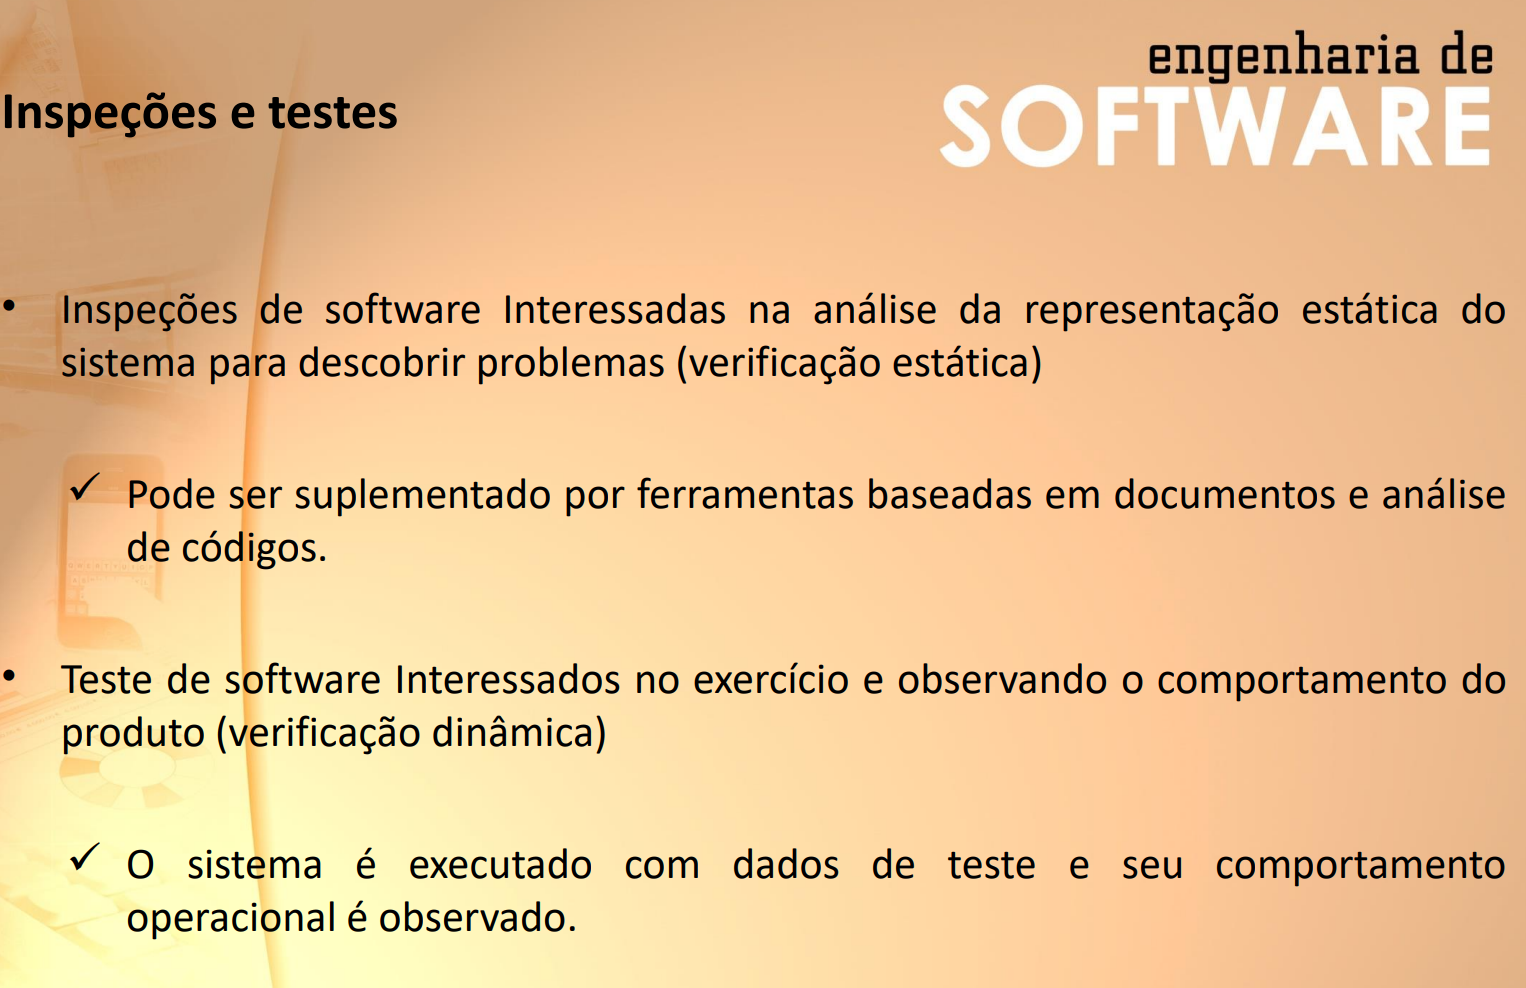 engenharia de
SOFTWARE
Inspeções e testes
• Inspeções de software Interessadas na análise da representação estática do
sistema para descobrir problemas (verificação estática)
✓ Pode ser suplementado por ferramentas baseadas em documentos e análise
de códigos.
• Teste de software Interessados no exercício e observando o comportamento do
produto (verificação dinâmica)
✓ O sistema é executado com dados de teste e seu comportamento
operacional é observado.